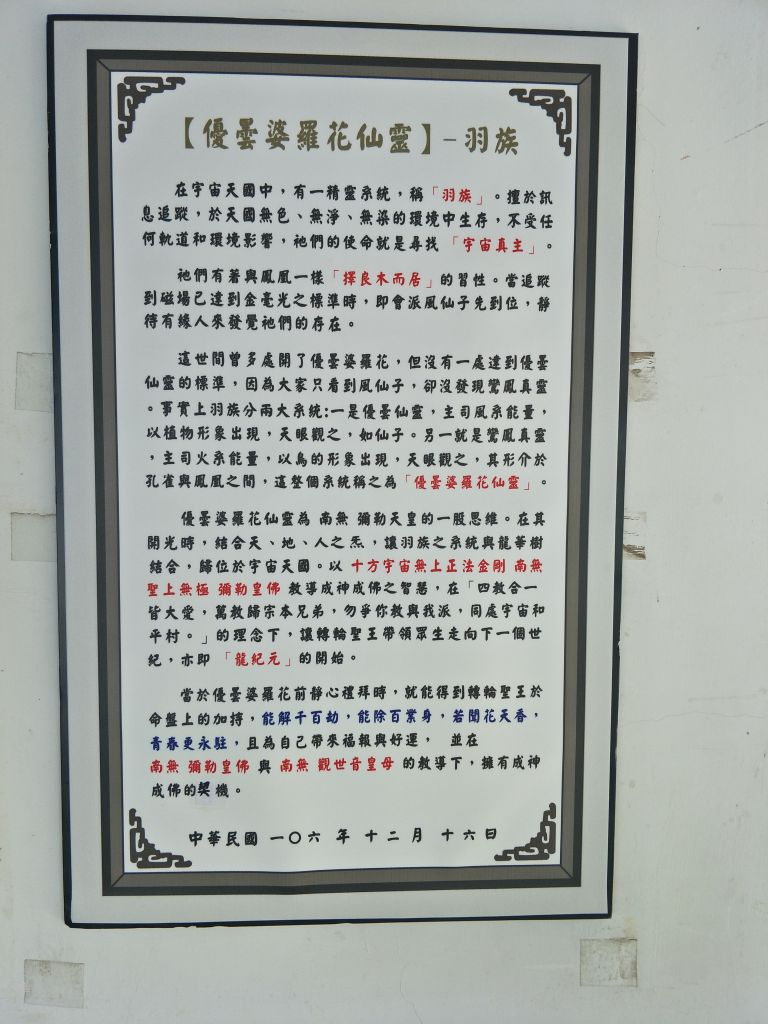 【優曇婆羅花仙靈】–羽族
在宇宙天國中，有一精靈系統，稱「羽族」。擅於訊
息追蹤，於天國無色、無淨、無染的環境中生存，不受任
何軌道和環境影響，祂們的使命就是尋找「宇宙真主」。
祂們有著與鳳凰一樣「擇良木而居」的習性。當追蹤
到磁場已達到金毫光之標準時，即會派風仙子先到位，靜
待有緣人來發覺祂們的存在。
這世間曾多處開了優曇婆羅花，但沒有一處達到優曇
仙靈的標準，因為大家只看到風仙子，卻沒發現鸞鳳真靈
。事實上羽族分兩大系統:一是優曇仙靈，主司風系能量，
以植物形象出現，天眼觀之，如仙子。另一就是鸞鳳真靈
，主司火系能量，以鳥的形象出現，天眼觀之，其形介於
孔雀與鳳凰之間，這整個系統稱之為「優曇婆羅花仙靈」。
優曇婆羅花仙靈為 南無 彌勒天皇的一股思維。在其
開光時，結合天、地、人之炁，讓羽族之系統與龍華樹
結合，歸位於宇宙天國。以 十方宇宙無上正法金剛 南無
聖上無極 彌勒皇佛 教導成神成佛之智慧，在「四教合一
皆大愛，萬教歸宗本兄弟，勿爭你教與我派，同處宇宙和
平村。」的理念下，讓轉輪聖王帶領眾生走向下一個世
紀，亦即「龍紀元」的開始。
當於優曇婆羅花前靜心禮拜時，就能得到轉輪聖王於
命盤上的加持，能解千百劫，能除百業身，若聞花天香，
青春更永駐，且為自己帶來福報與好運， 並在
南無 彌勒皇佛 與 南無 觀世音皇母 的教導下，擁有成神
成佛的契機。
中華民國 一〇六 年 十二月 十六日